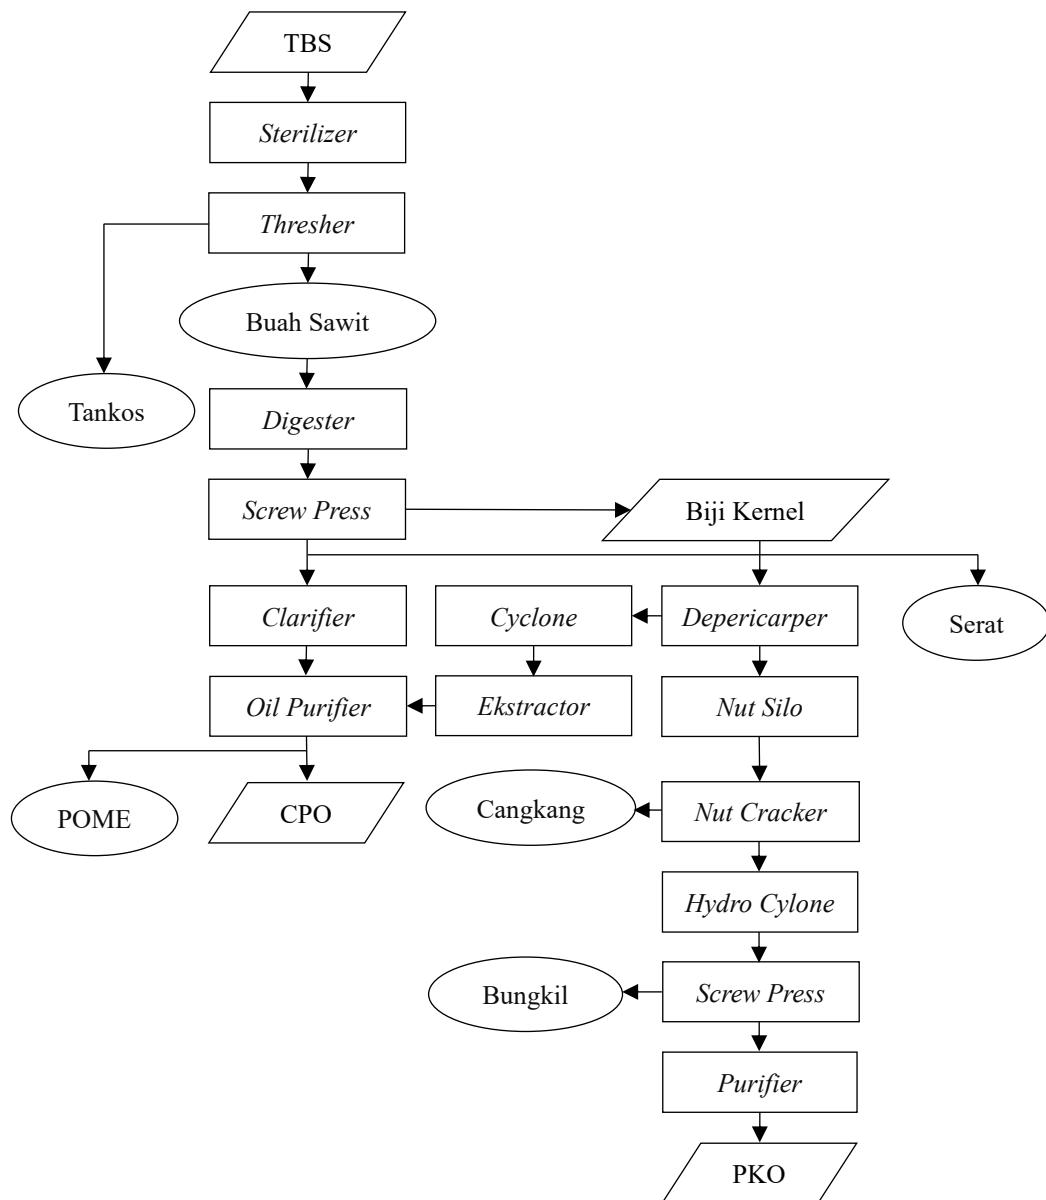 TBS
Sterilizer
Thresher
Buah Sawit
Tankos
Digester
Screw Press
Biji Kernel
Clarifier
Cyclone
Depericarper
Serat
Oil Purifier
Ekstractor
Nut Silo
POME
CPO
Cangkang
Nut Cracker
Hydro Cylone
Bungkil
Screw Press
Purifier
PKO